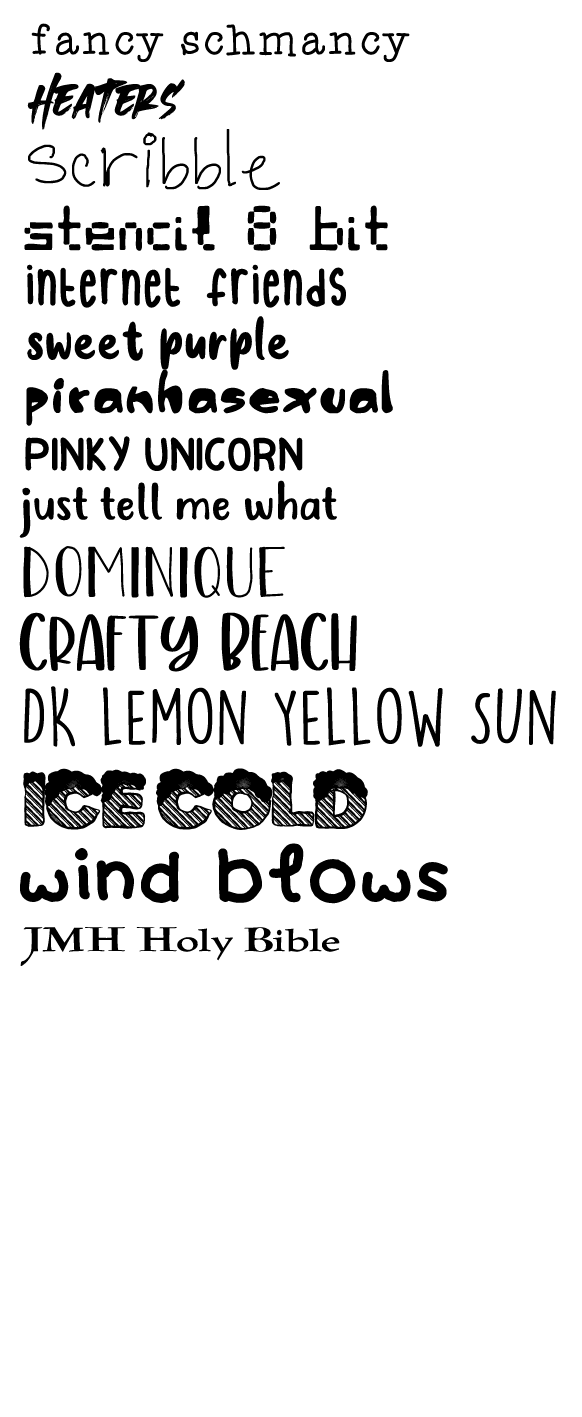 fancy schmancy
HEATERS
scribble
stencil 8 bit
internet friends
sweet purple
piranhasexual
PINKY UNICORN
just tell me what
DOMINIQUE
CRAFTY BEACH
DK LEMON YELLOW SUN
ICE COLD
wind blows
JMH Holy Bible